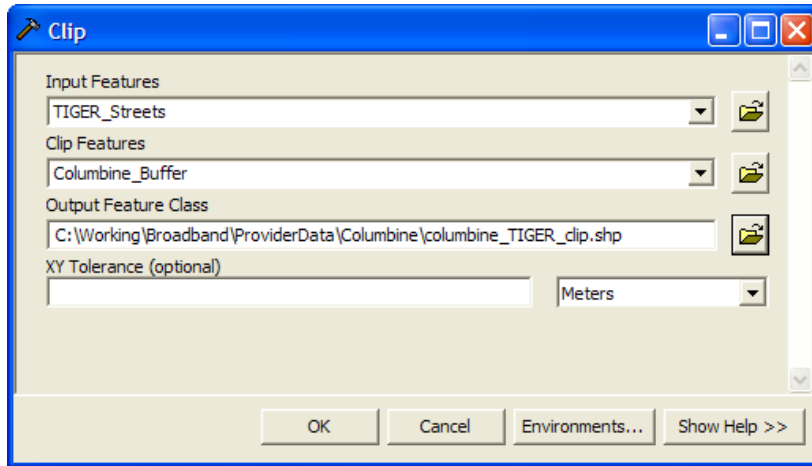 Clip
Input Features
TIGER_Streets
Clip Features
Columbine_Buffer
Output Feature Class
C:\Working\Broadband\ProviderData\Columbine\columbine_TIGER_clip.shp
XY Tolerance (optional)
Meters
OK Cancel Environments... Show Help >>